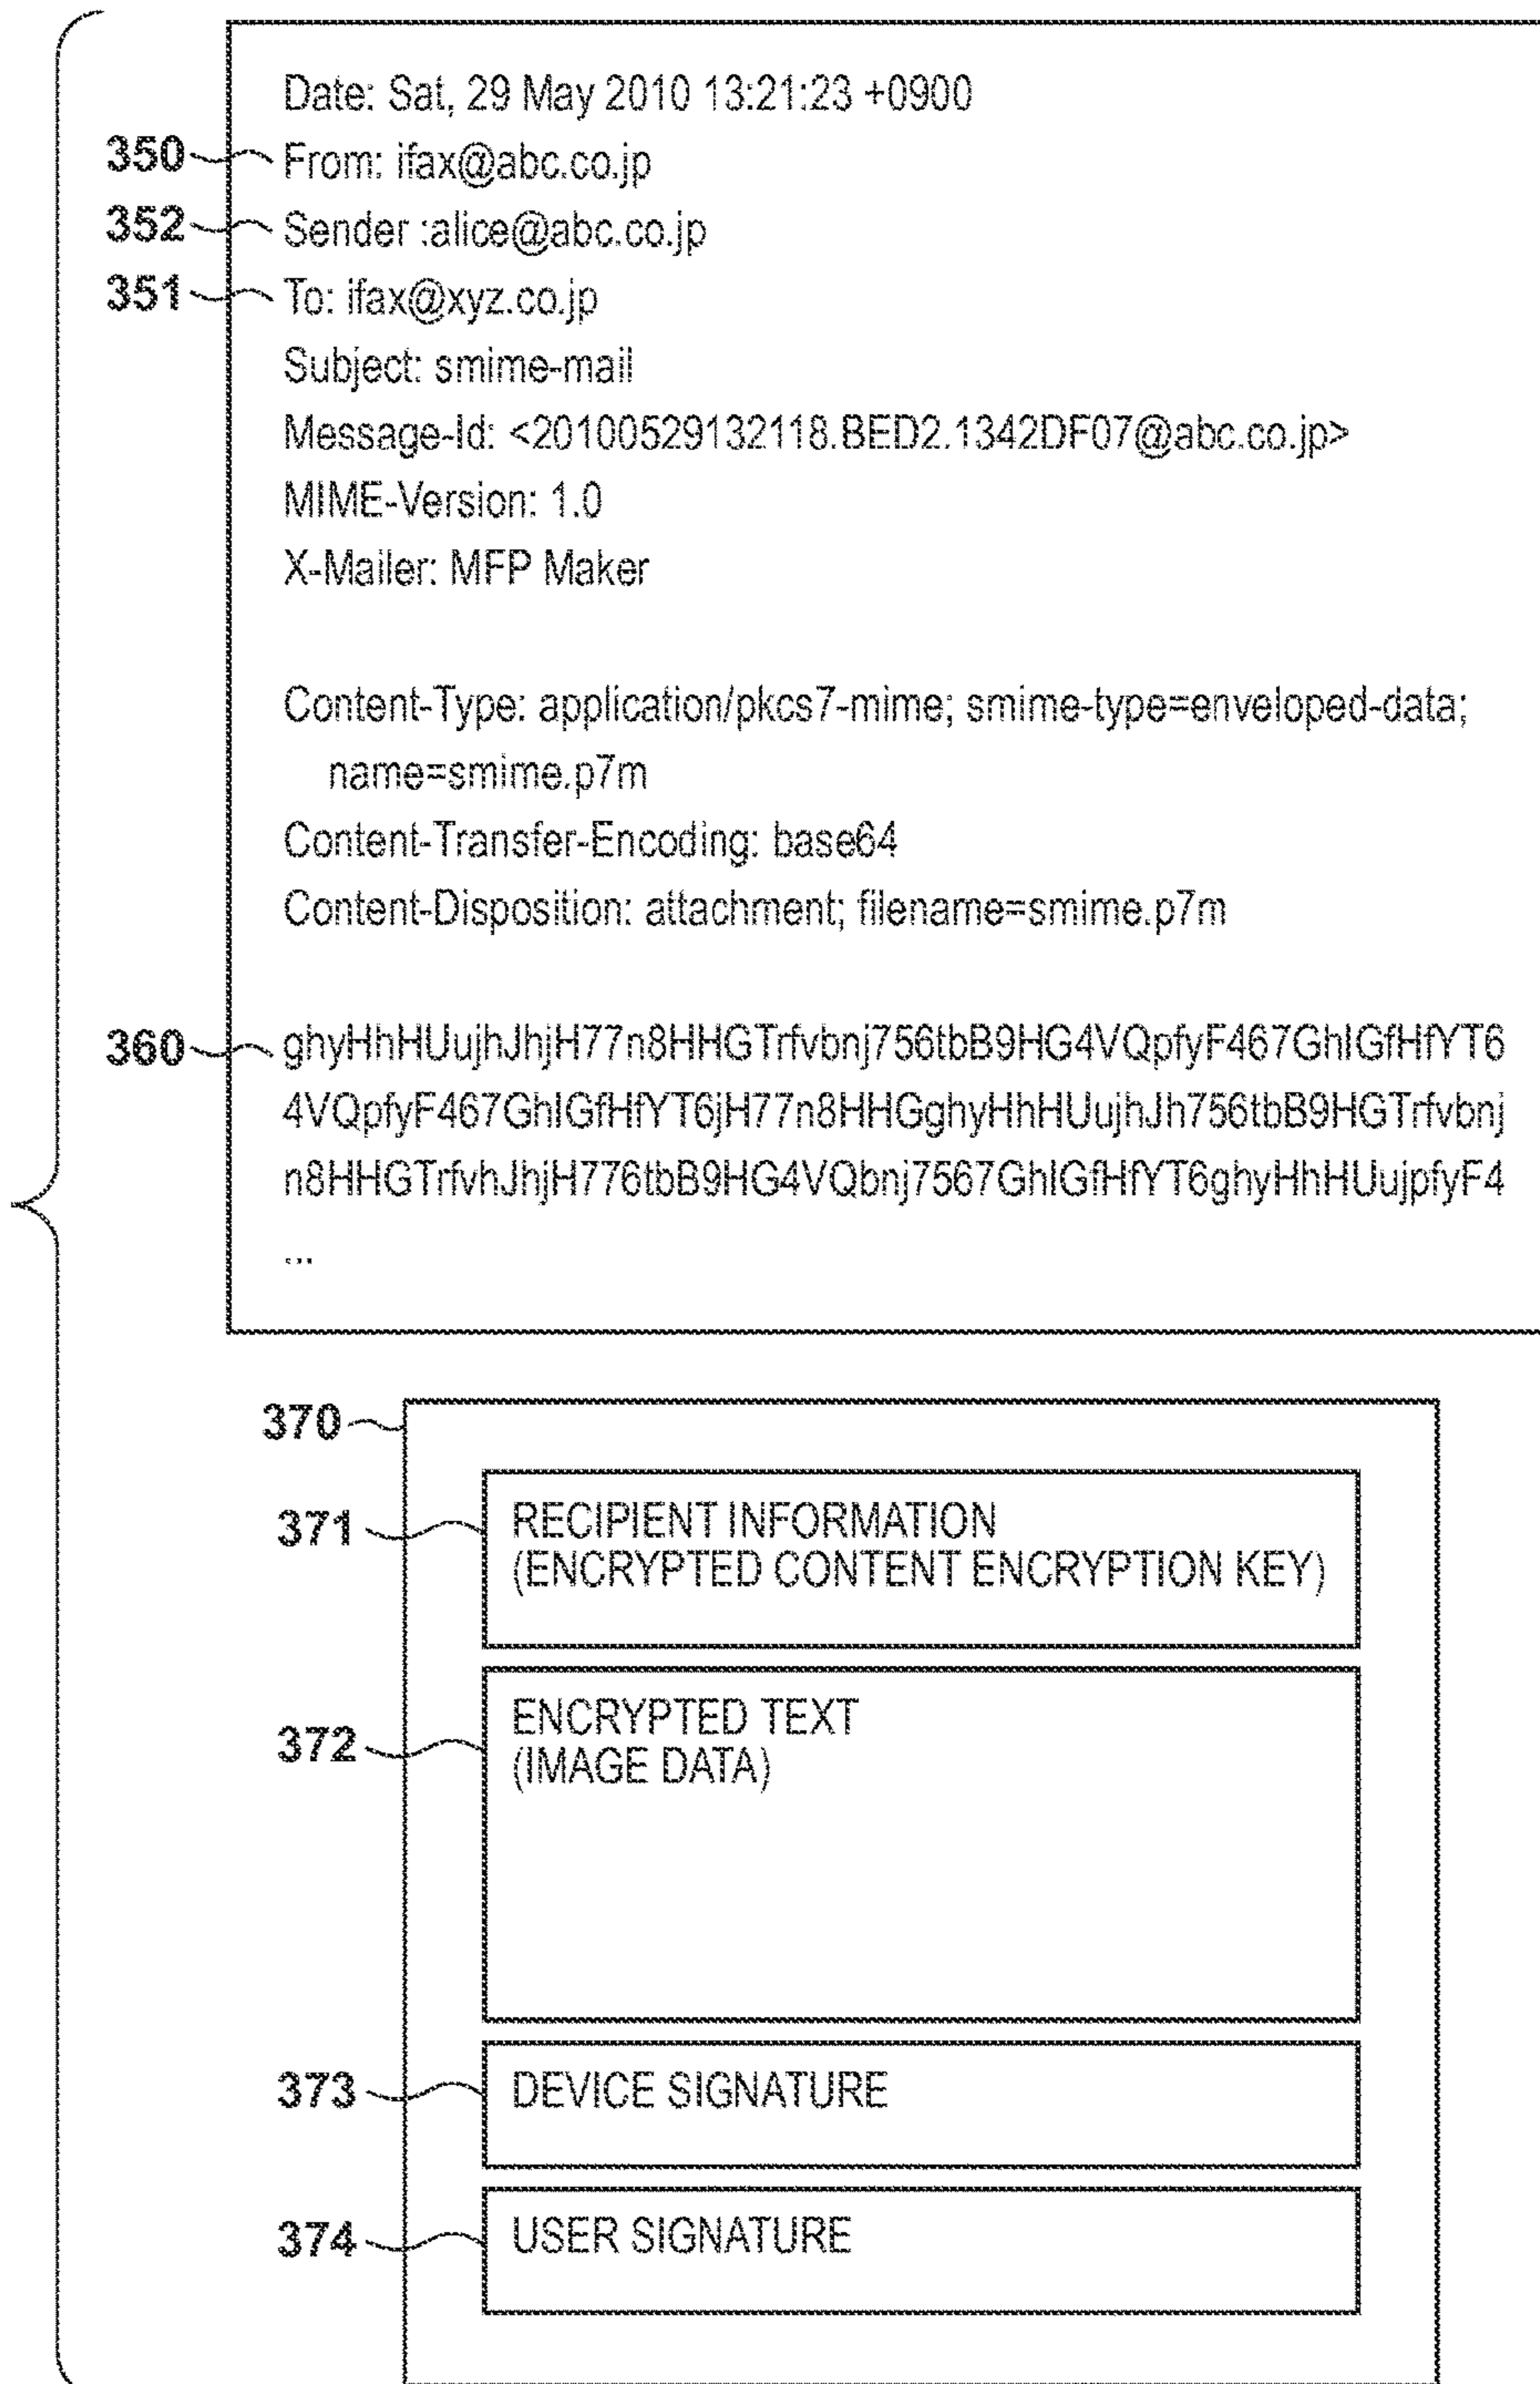 Date: Sat, 29 May 2010 13:21:23 +0900
350 From: ifax@abc.co.jp
352 Sender :alice@abc.co.jp
351 To: ifax@xyz.co.jp
Subject: smime-mail
Message-Id: <20100529132118.BED2.1342DF07@abc.co.jp>
MIME-Version: 1.0
X-Mailer: MFP Maker
Content-Type: application/pkcs7-mime; smime-type=enveloped-data;
name=smime.p7m
Content-Transfer-Encoding: base64
Content-Disposition: attachment; filename=smime.p7m
360 ghyHhHUujhJhjH77n8HHGTrfvbnj756tbB9HG4VQpfyF467GhIGfHfYT6
4VQpfyF467GhIGfHfYT6jH77n8HHGghyHhHUujhJh756tbB9HGTrfvbnj
n8HHGTrfvhJhjH776tbB9HG4VQbnj7567GhIGfHfYT6ghyHhHUujpfyF4
...
370
371 RECIPIENT INFORMATION
(ENCRYPTED CONTENT ENCRYPTION KEY)
372 ENCRYPTED TEXT
(IMAGE DATA)
373 DEVICE SIGNATURE
374 USER SIGNATURE